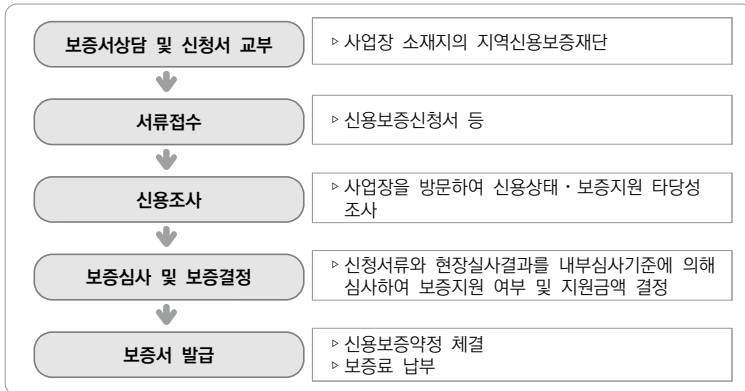 보증서상담 및 신청서 교부
▹사업장 소재지의 지역신용보증재단
서류접수
▹신용보증신청서 등
신용조사
▹사업장을 방문하여 신용상태·보증지원 타당성
조사
보증심사 및 보증결정
▹신청서류와 현장실사결과를 내부심사기준에 의해
심사하여 보증지원 여부 및 지원금액 결정
보증서 발급
▹신용보증약정 체결
▹보증료 납부